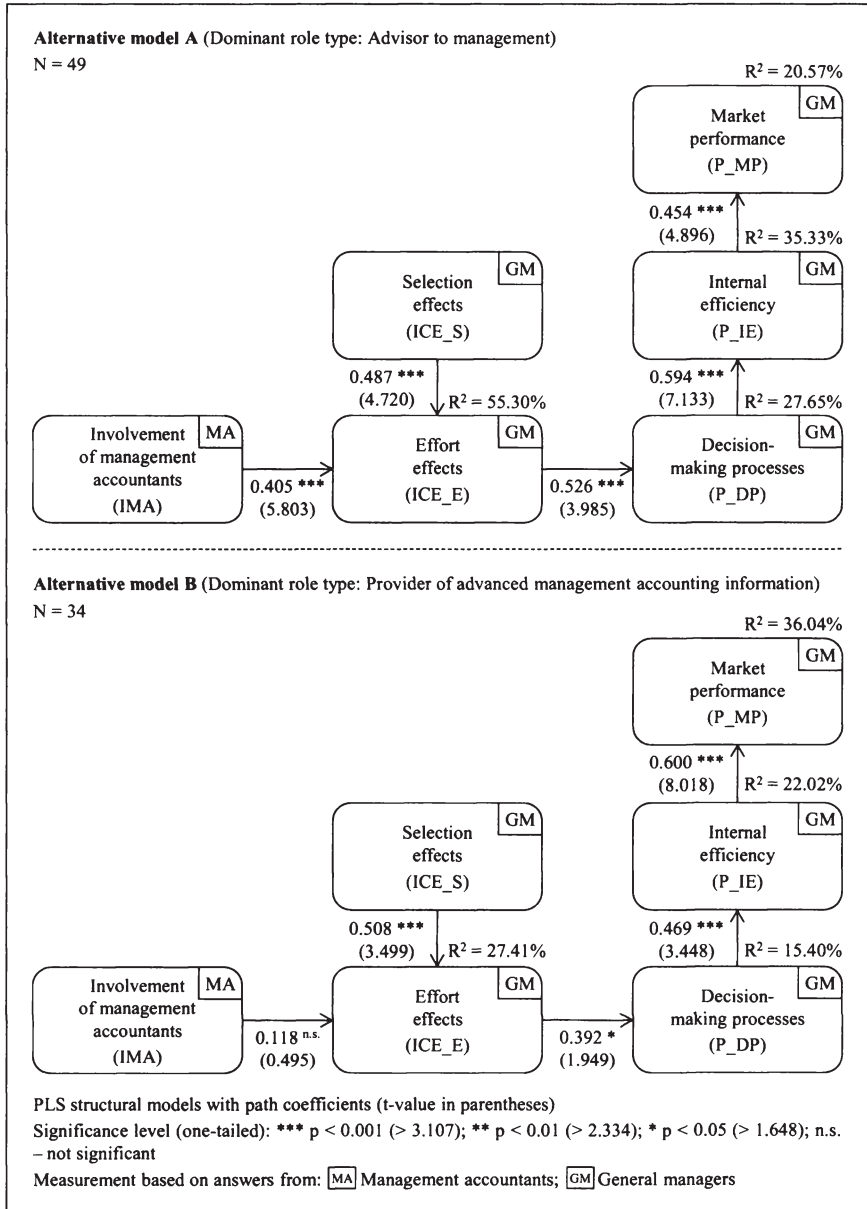 Alternative model A (Dominant role type: Advisor to management)
N = 49
R² = 20.57%
GM
Market
performance
(P_MP)
0.454 ***
(4.896)
R² = 35.33%
GM
Selection
effects
(ICE_S)
GM
Internal
efficiency
(P_IE)
0.487 ***
(4.720)
R² = 55.30%
0.594 ***
(7.133)
R² = 27.65%
MA
Involvement
of management
accountants
(IMA)
0.405 ***
(5.803)
GM
Effort
effects
(ICE_E)
0.526 ***
(3.985)
GM
Decision-
making processes
(P_DP)
Alternative model B (Dominant role type: Provider of advanced management accounting information)
N = 34
R² = 36.04%
GM
Market
performance
(P_MP)
0.600 ***
(8.018)
R² = 22.02%
GM
Selection
effects
(ICE_S)
GM
Internal
efficiency
(P_IE)
0.508 ***
(3.499)
R² = 27.41%
0.469 ***
(3.448)
R² = 15.40%
MA
Involvement
of management
accountants
(IMA)
0.118 n.s.
(0.495)
GM
Effort
effects
(ICE_E)
0.392 *
(1.949)
GM
Decision-
making processes
(P_DP)
PLS structural models with path coefficients (t-value in parentheses)
Significance level (one-tailed): *** p < 0.001 (> 3.107); ** p < 0.01 (> 2.334); * p < 0.05 (> 1.648); n.s.
– not significant
Measurement based on answers from: MA Management accountants; GM General managers